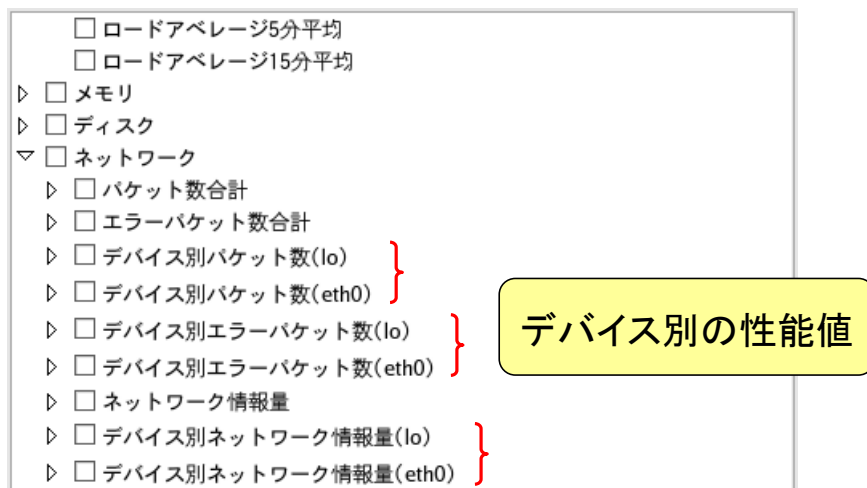 ロードアベレージ5分平均
ロードアベレージ15分平均
メモリ
ディスク
ネットワーク
パケット数合計
エラーパケット数合計
デバイス別パケット数(lo)
デバイス別パケット数(eth0)
デバイス別の性能値
デバイス別エラーパケット数(lo)
デバイス別エラーパケット数(eth0)
ネットワーク情報量
デバイス別ネットワーク情報量(lo)
デバイス別ネットワーク情報量(eth0)